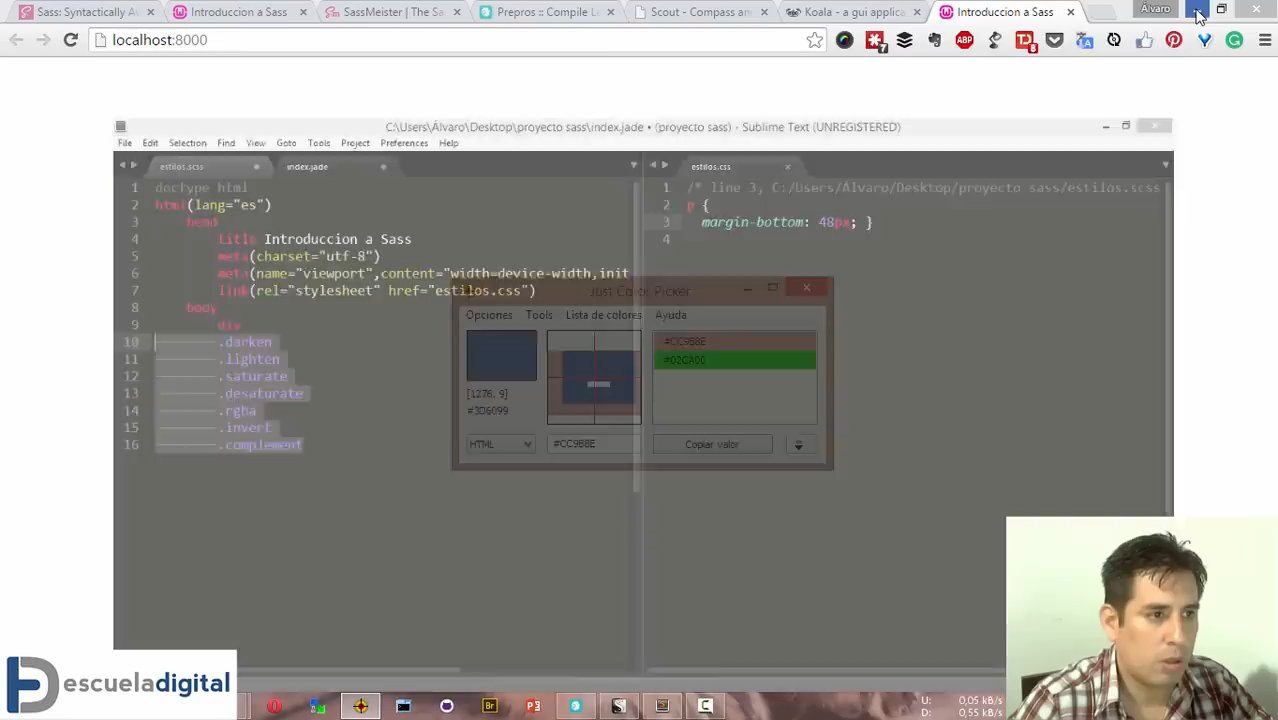 Sass: Syntactically Av
Introduccion a Sass
SassMeister | The Sa
Prepros :: Compile Le
Scout - Compass an
Koala - a gui applica
Introduccion a Sass
Álvaro
localhost:8000
C:\Users\Álvaro\Desktop\proyecto sass\index.jade • (proyecto sass) - Sublime Text (UNREGISTERED)
File Edit Selection Find View Goto Tools Project Preferences Help
estilos.scss
index.jade
estilos.css
1 doctype html
2 html(lang="es")
3 head
4 title Introduccion a Sass
5 meta(charset="utf-8")
6 meta(name="viewport",content="width=device-width,init
7 link(rel="stylesheet" href="estilos.css")
8 body
9 div
10 .darken
11 .lighten
12 .saturate
13 .desaturate
14 .rgba
15 .invert
16 .complement
1 /* line 3, C:/Users/Álvaro/Desktop/proyecto sass/estilos.scss
2 p {
3 margin-bottom: 48px; }
4
Just Color Picker
Opciones Tools Lista de colores Ayuda
#CC9B8E
#02CA00
[1276, 9]
#3D6099
HTML
#CC9B8E
Copiar valor
escueladigital
U: 0,05 kB/s
D: 0,55 kB/s